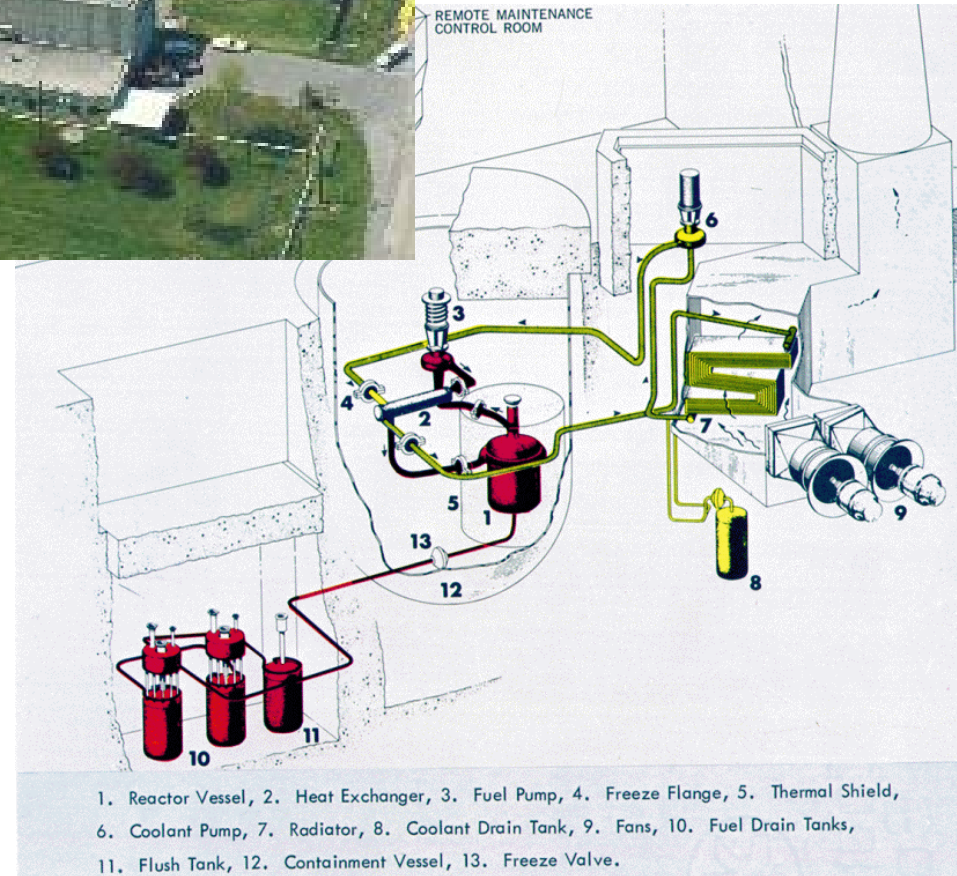 REMOTE MAINTENANCE
CONTROL ROOM
6
3
4
2
7
5
1
9
13
8
12
11
10
1. Reactor Vessel, 2. Heat Exchanger, 3. Fuel Pump, 4. Freeze Flange, 5. Thermal Shield,
6. Coolant Pump, 7. Radiator, 8. Coolant Drain Tank, 9. Fans, 10. Fuel Drain Tanks,
11. Flush Tank, 12. Containment Vessel, 13. Freeze Valve.